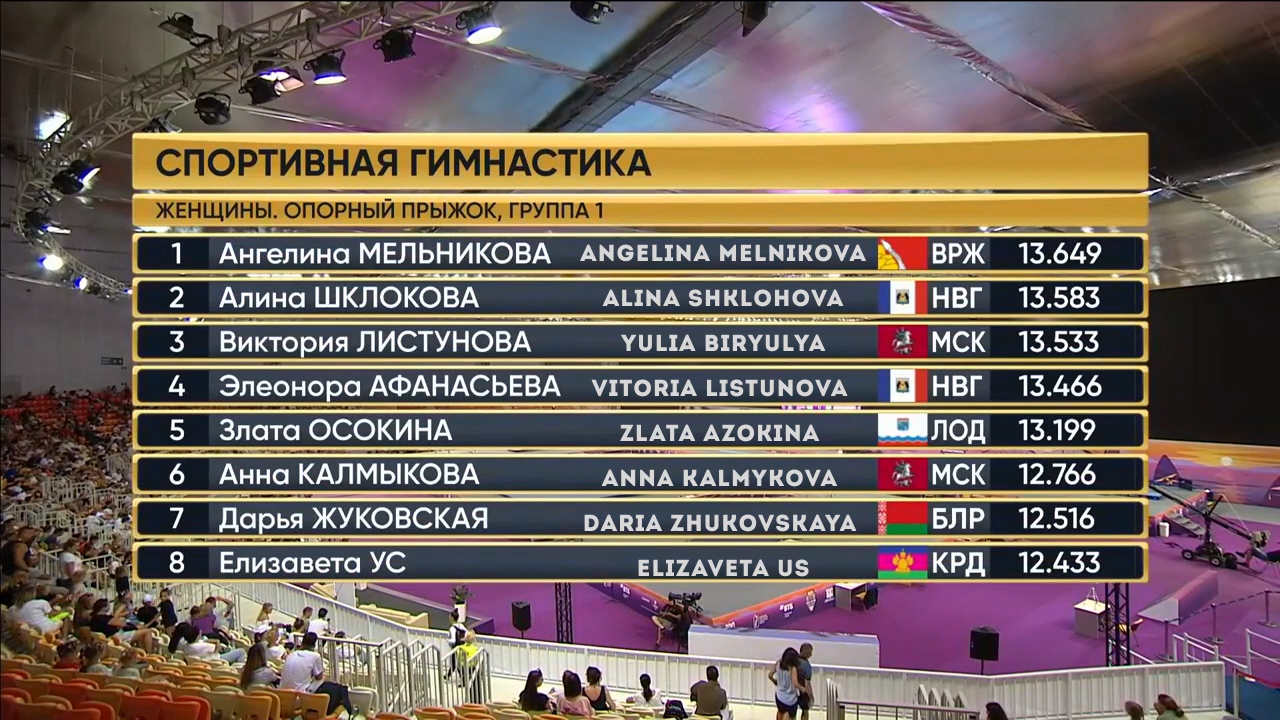 СПОРТИВНАЯ ГИМНАСТИКА
ЖЕНЩИНЫ. ОПОРНЫЙ ПРЫЖОК, ГРУППА 1
1 Ангелина МЕЛЬНИКОВА ANGELINA MELNIKOVA ВРЖ 13.649
2 Алина ШКЛОКОВА ALINA SHKLOHOVA НВГ 13.583
3 Виктория ЛИСТУНОВА YULIA BIRYULYA МСК 13.533
4 Элеонора АФАНАСЬЕВА VITORIA LISTUNOVA НВГ 13.466
5 Злата ОСОКИНА ZLATA AZOKINA ЛОД 13.199
6 Анна КАЛМЫКОВА ANNA KALMYKOVA МСК 12.766
7 Дарья ЖУКОВСКАЯ DARIA ZHUKOVSKAYA БЛР 12.516
8 Елизавета УС ELIZAVETA US КРД 12.433